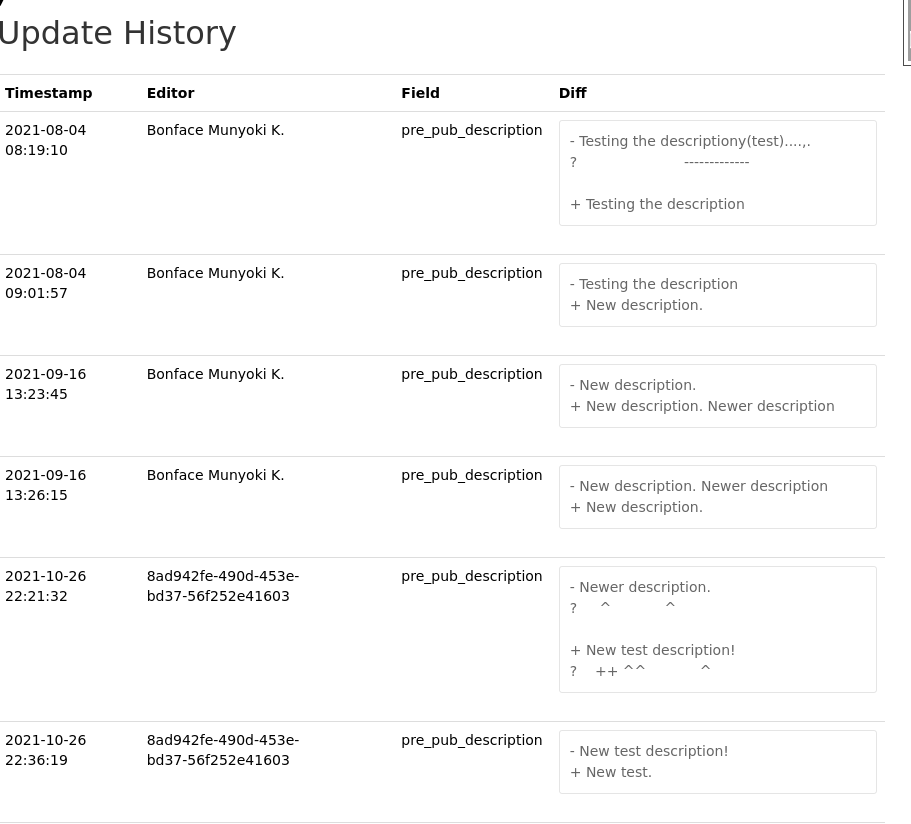 Update History
Timestamp Editor Field Diff
2021-08-04 Bonface Munyoki K. pre_pub_description
08:19:10
- Testing the descriptiony(test)....,.
? -------------
+ Testing the description
2021-08-04 Bonface Munyoki K. pre_pub_description
09:01:57
- Testing the description
+ New description.
2021-09-16 Bonface Munyoki K. pre_pub_description
13:23:45
- New description.
+ New description. Newer description
2021-09-16 Bonface Munyoki K. pre_pub_description
13:26:15
- New description. Newer description
+ New description.
2021-10-26 8ad942fe-490d-453e- pre_pub_description
22:21:32 bd37-56f252e41603
- Newer description.
? ^ ^
+ New test description!
? ++ ^^ ^
2021-10-26 8ad942fe-490d-453e- pre_pub_description
22:36:19 bd37-56f252e41603
- New test description!
+ New test.